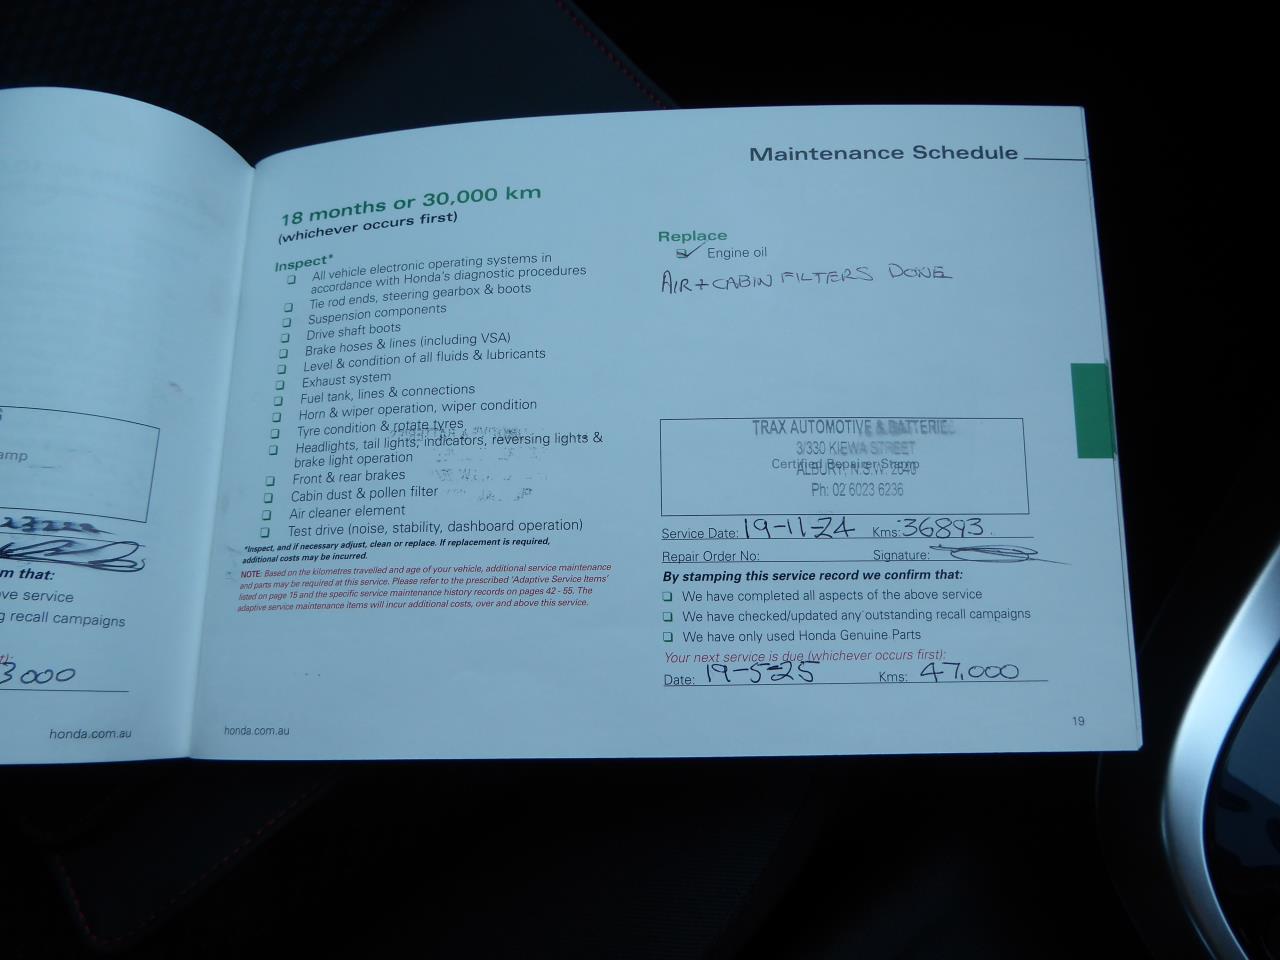 amp
m that:
ve service
g recall campaigns
3000
honda.com.au
Maintenance Schedule
18 months or 30,000 km
(whichever occurs first)
Inspect*
All vehicle electronic operating systems in
accordance with Honda's diagnostic procedures
Tie rod ends, steering gearbox & boots
Suspension components
Drive shaft boots
Brake hoses & lines (including VSA)
Level & condition of all fluids & lubricants
Exhaust system
Fuel tank, lines & connections
Horn & wiper operation, wiper condition
Tyre condition & rotate tyres
Headlights, tail lights, indicators, reversing lights &
brake light operation
Front & rear brakes
Cabin dust & pollen filter
Air cleaner element
Test drive (noise, stability, dashboard operation)
*Inspect, and if necessary adjust, clean or replace. If replacement is required,
additional costs may be incurred.
NOTE: Based on the kilometres travelled and age of your vehicle, additional service maintenance
and parts may be required at this service. Please refer to the prescribed 'Adaptive Service Items'
listed on page 15 and the specific service maintenance history records on pages 42 - 55. The
adaptive service maintenance items will incur additional costs, over and above this service.
honda.com.au
Replace
Engine oil
AIR + CABIN FILTERS DONE
TRAX AUTOMOTIVE & BATTERIE
3/330 KIEWA STREET
Certified Repairer Stamp
ALBURY. N.S.W. 2640
Ph: 02 6023 6236
Service Date: 19-11-24 Kms: 36893
Repair Order No: Signature:
By stamping this service record we confirm that:
We have completed all aspects of the above service
We have checked/updated any outstanding recall campaigns
We have only used Honda Genuine Parts
Your next service is due (whichever occurs first):
Date: 19-5-25 Kms: 47,000
19